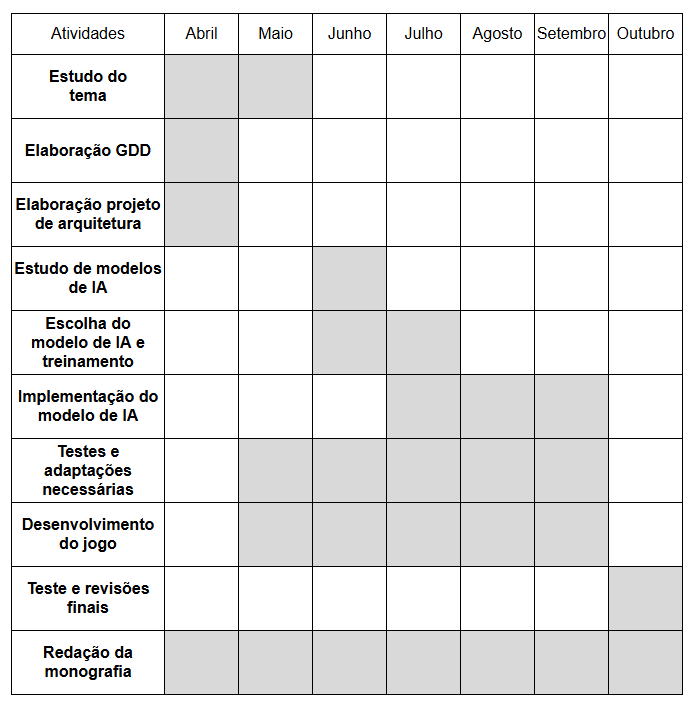 Atividades Abril Maio Junho Julho Agosto Setembro Outubro
Estudo do
tema
Elaboração GDD
Elaboração projeto
de arquitetura
Estudo de modelos
de IA
Escolha do
modelo de IA e
treinamento
Implementação do
modelo de IA
Testes e
adaptações
necessárias
Desenvolvimento
do jogo
Teste e revisões
finais
Redação da
monografia